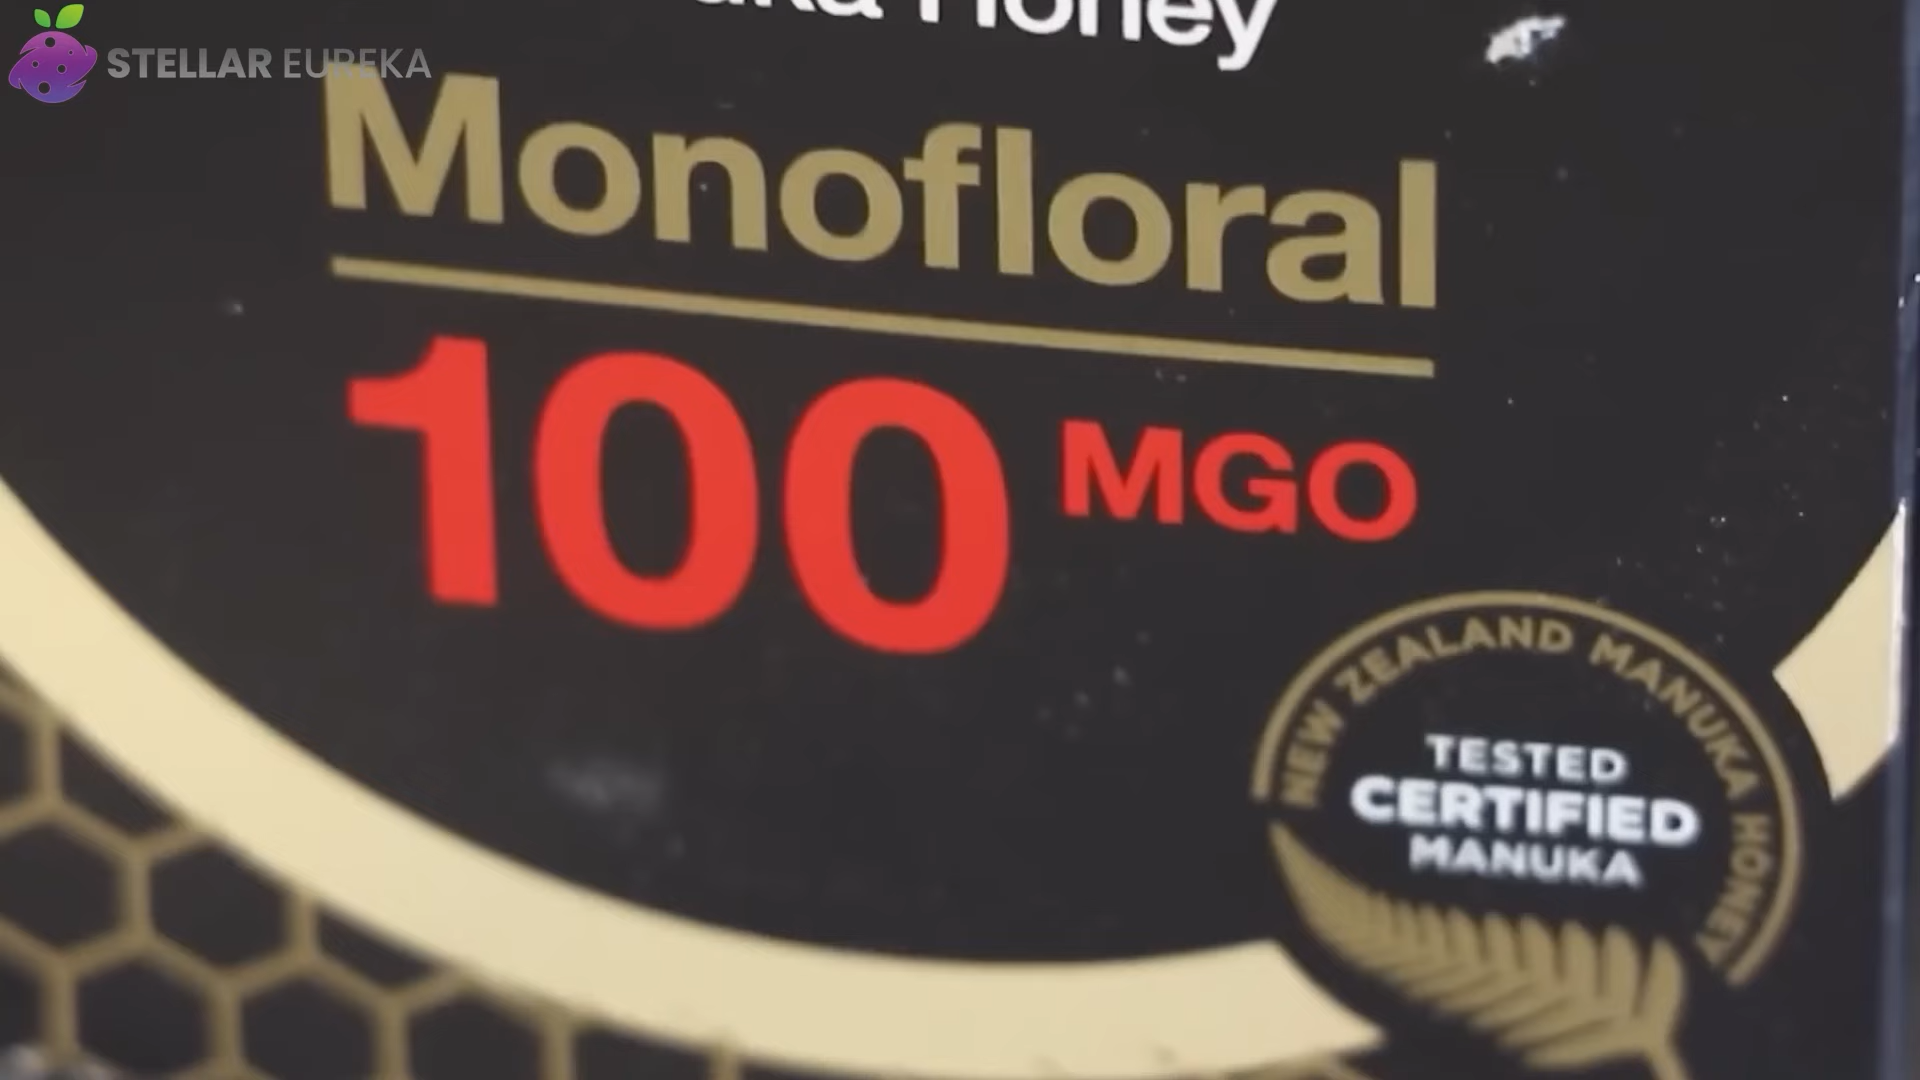 STELLAR EUREKA
Honey
Monofloral
100 MGO
NEW ZEALAND MANUKA HONEY
TESTED
CERTIFIED
MANUKA